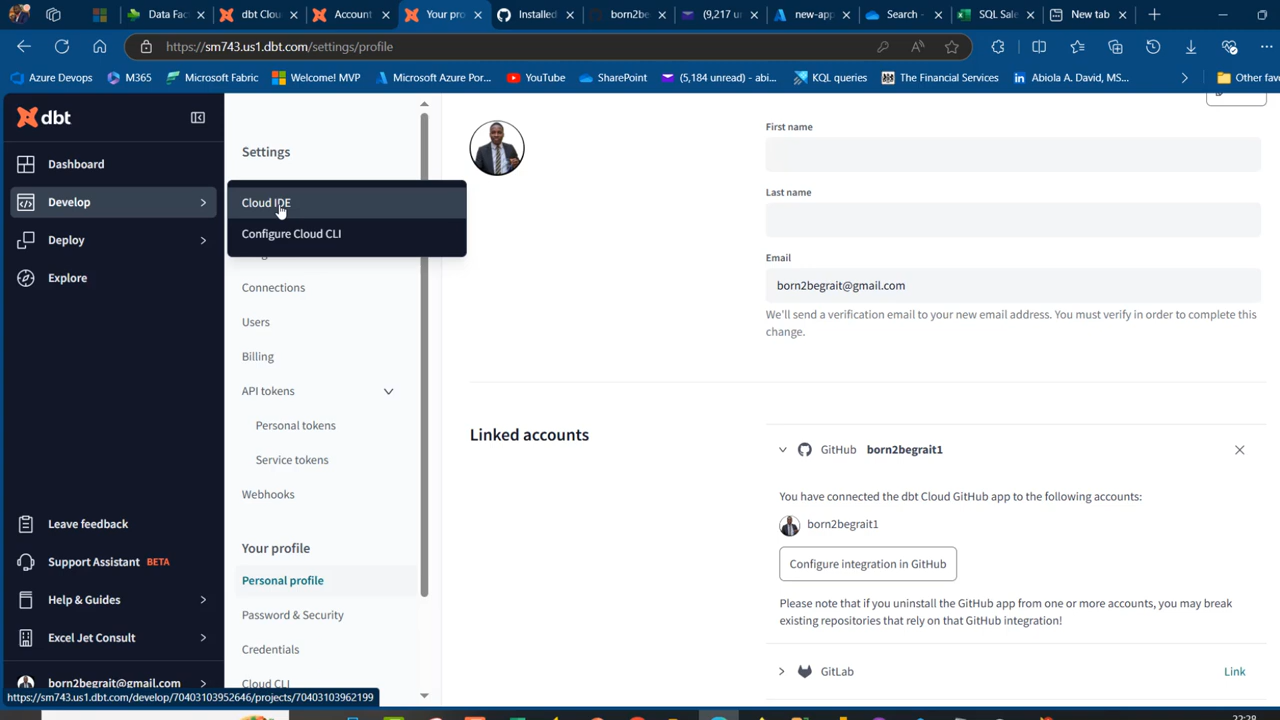 Data Fac
dbt Clou
Account
Your pro
Installed
born2be
(9,217 un
new-app
Search -
SQL Sale
New tab
https://sm743.us1.dbt.com/settings/profile
Azure Devops
M365
Microsoft Fabric
Welcome! MVP
Microsoft Azure Por...
YouTube
SharePoint
(5,184 unread) - abi...
KQL queries
The Financial Services
Abiola A. David, MS...
Other fav
dbt
Dashboard
Develop
Deploy
Explore
Leave feedback
Support Assistant BETA
Help & Guides
Excel Jet Consult
born2begrait@gmail.com
Settings
Cloud IDE
Configure Cloud CLI
Connections
Users
Billing
API tokens
Personal tokens
Service tokens
Webhooks
Your profile
Personal profile
Password & Security
Credentials
Cloud CLI
First name
Last name
Email
born2begrait@gmail.com
We'll send a verification email to your new email address. You must verify in order to complete this
change.
Linked accounts
GitHub born2begrait1
You have connected the dbt Cloud GitHub app to the following accounts:
born2begrait1
Configure integration in GitHub
Please note that if you uninstall the GitHub app from one or more accounts, you may break
existing repositories that rely on that GitHub integration!
GitLab
Link
https://sm743.us1.dbt.com/develop/70403103952646/projects/70403103962199
22:28